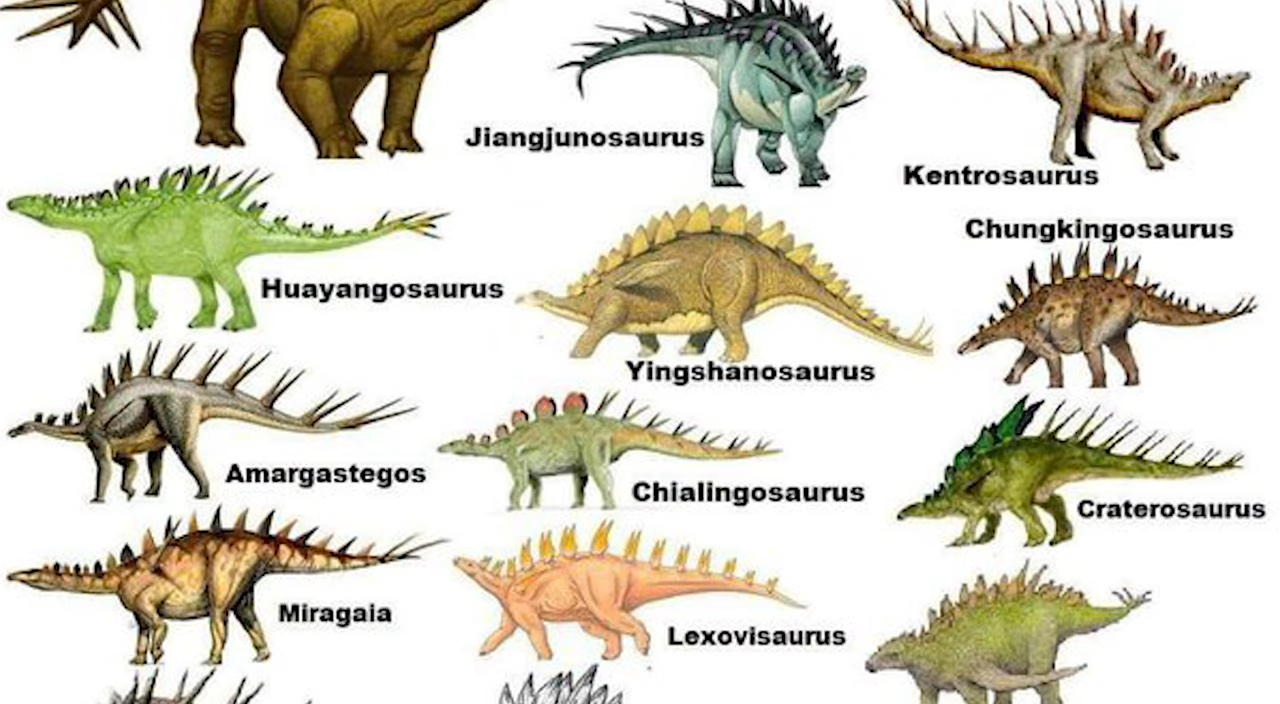 Jiangjunosaurus
Kentrosaurus
Chungkingosaurus
Huayangosaurus
Yingshanosaurus
Amargastegos
Chialingosaurus
Craterosaurus
Miragaia
Lexovisaurus